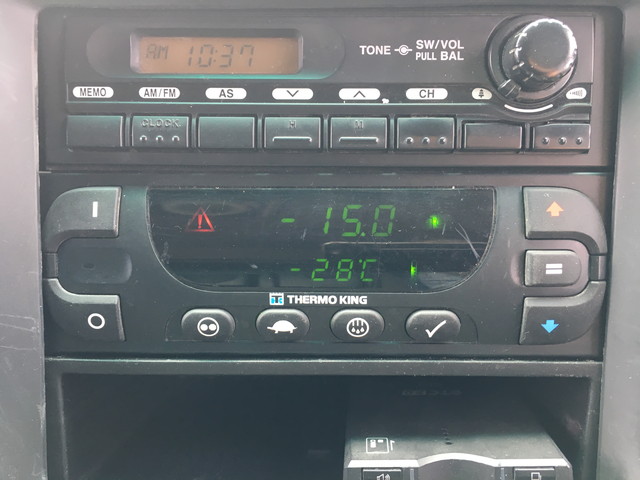 AM 10:37
TONE SW/VOL
PULL BAL
MEMO AM/FM AS CH
CLOCK H M
-15.0
-28°C
THERMO KING